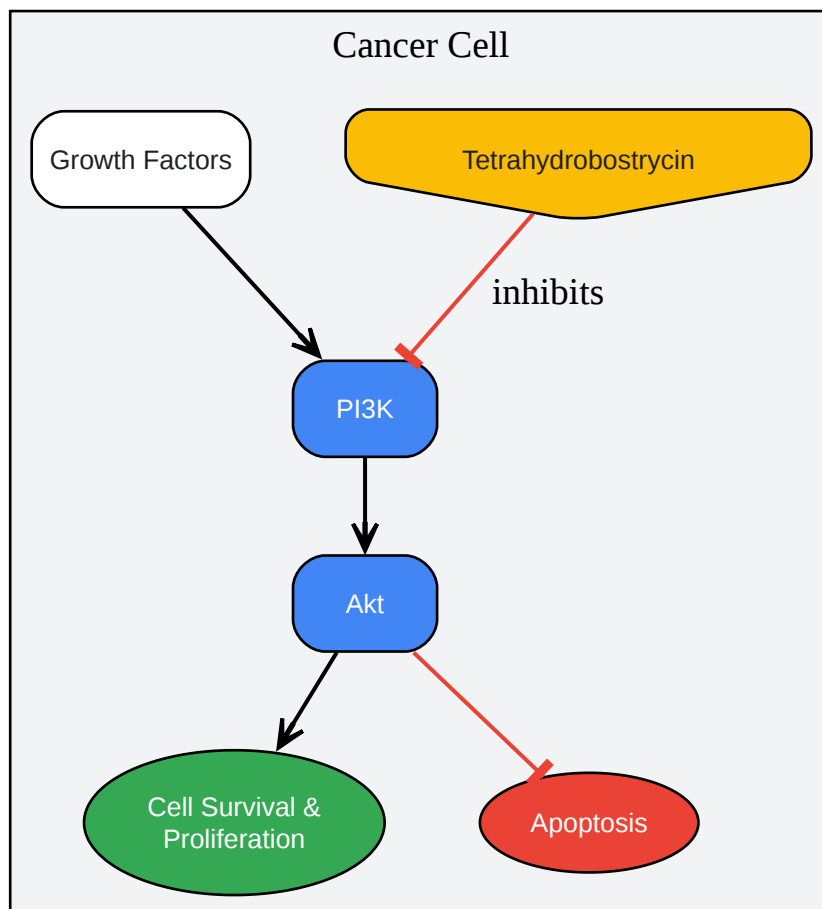 Cancer Cell
Growth Factors
Tetrahydrobostrycin
inhibits
PI3K
Akt
Cell Survival &
Proliferation
Apoptosis